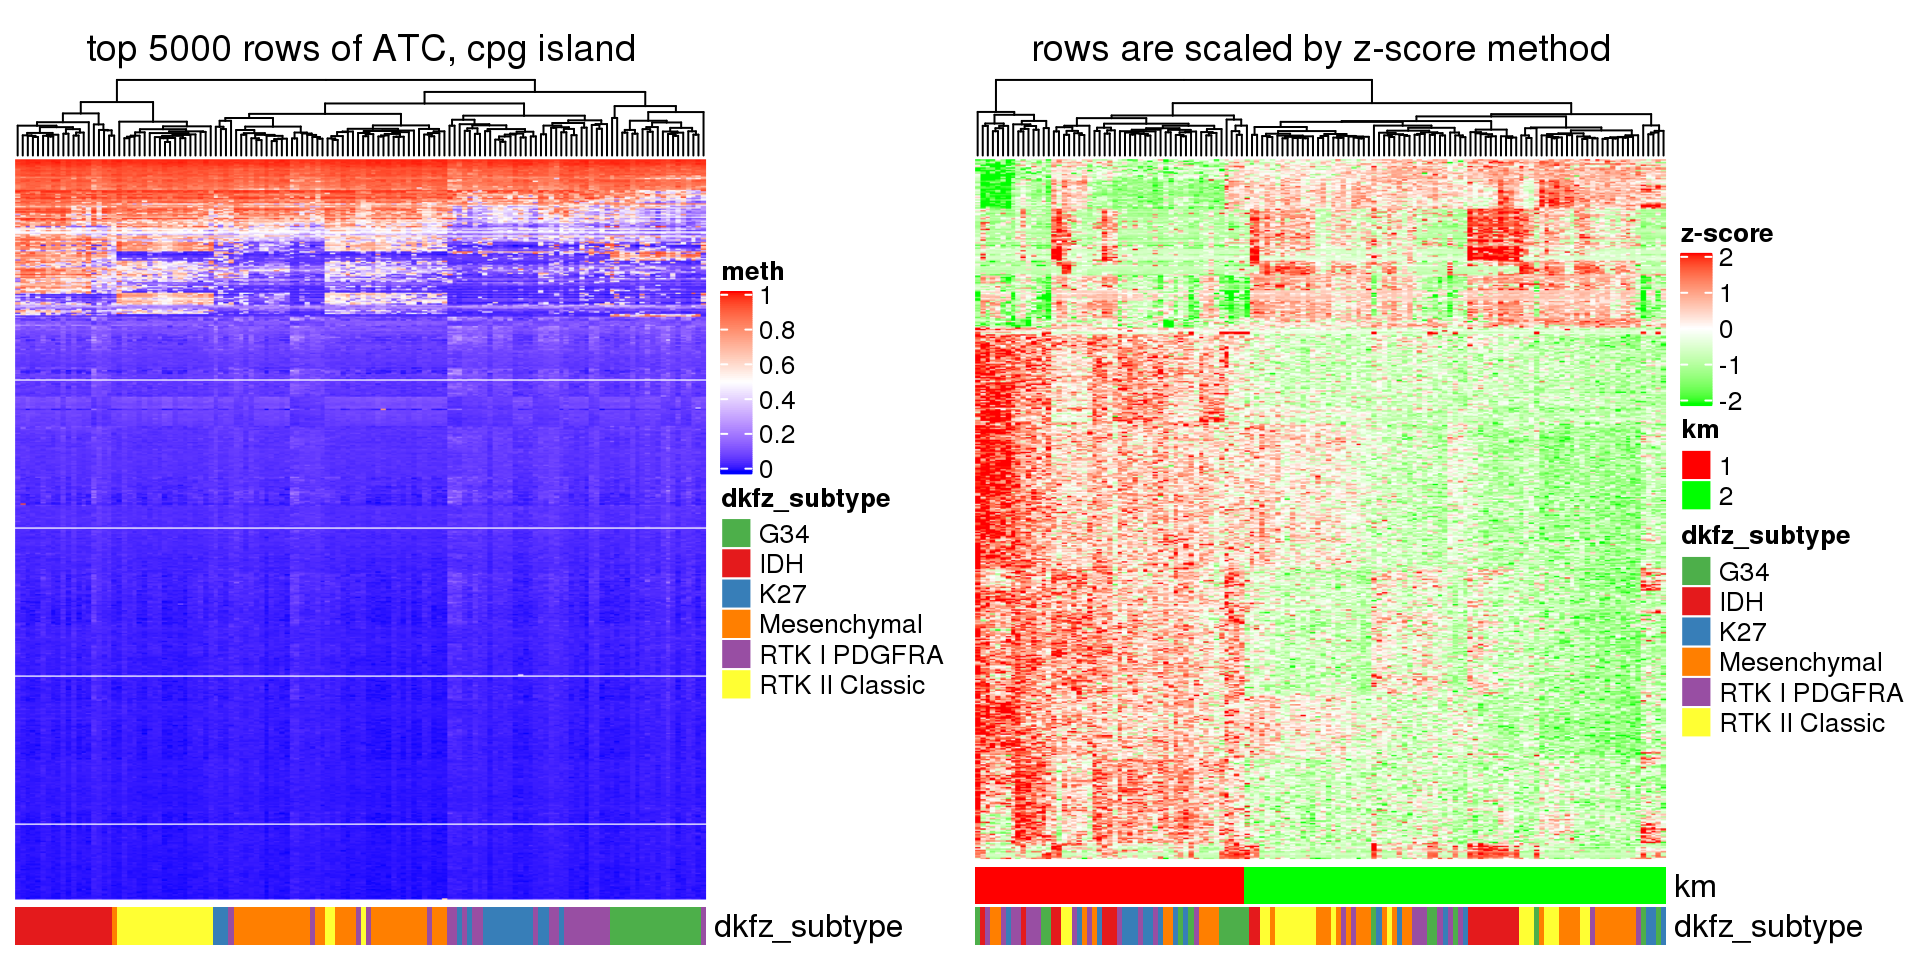 top 5000 rows of ATC, cpg island
meth
1
0.8
0.6
0.4
0.2
0
dkfz_subtype
G34
IDH
K27
Mesenchymal
RTK I PDGFRA
RTK II Classic
dkfz_subtype
rows are scaled by z-score method
z-score
2
1
0
-1
-2
km
1
2
dkfz_subtype
G34
IDH
K27
Mesenchymal
RTK I PDGFRA
RTK II Classic
km
dkfz_subtype